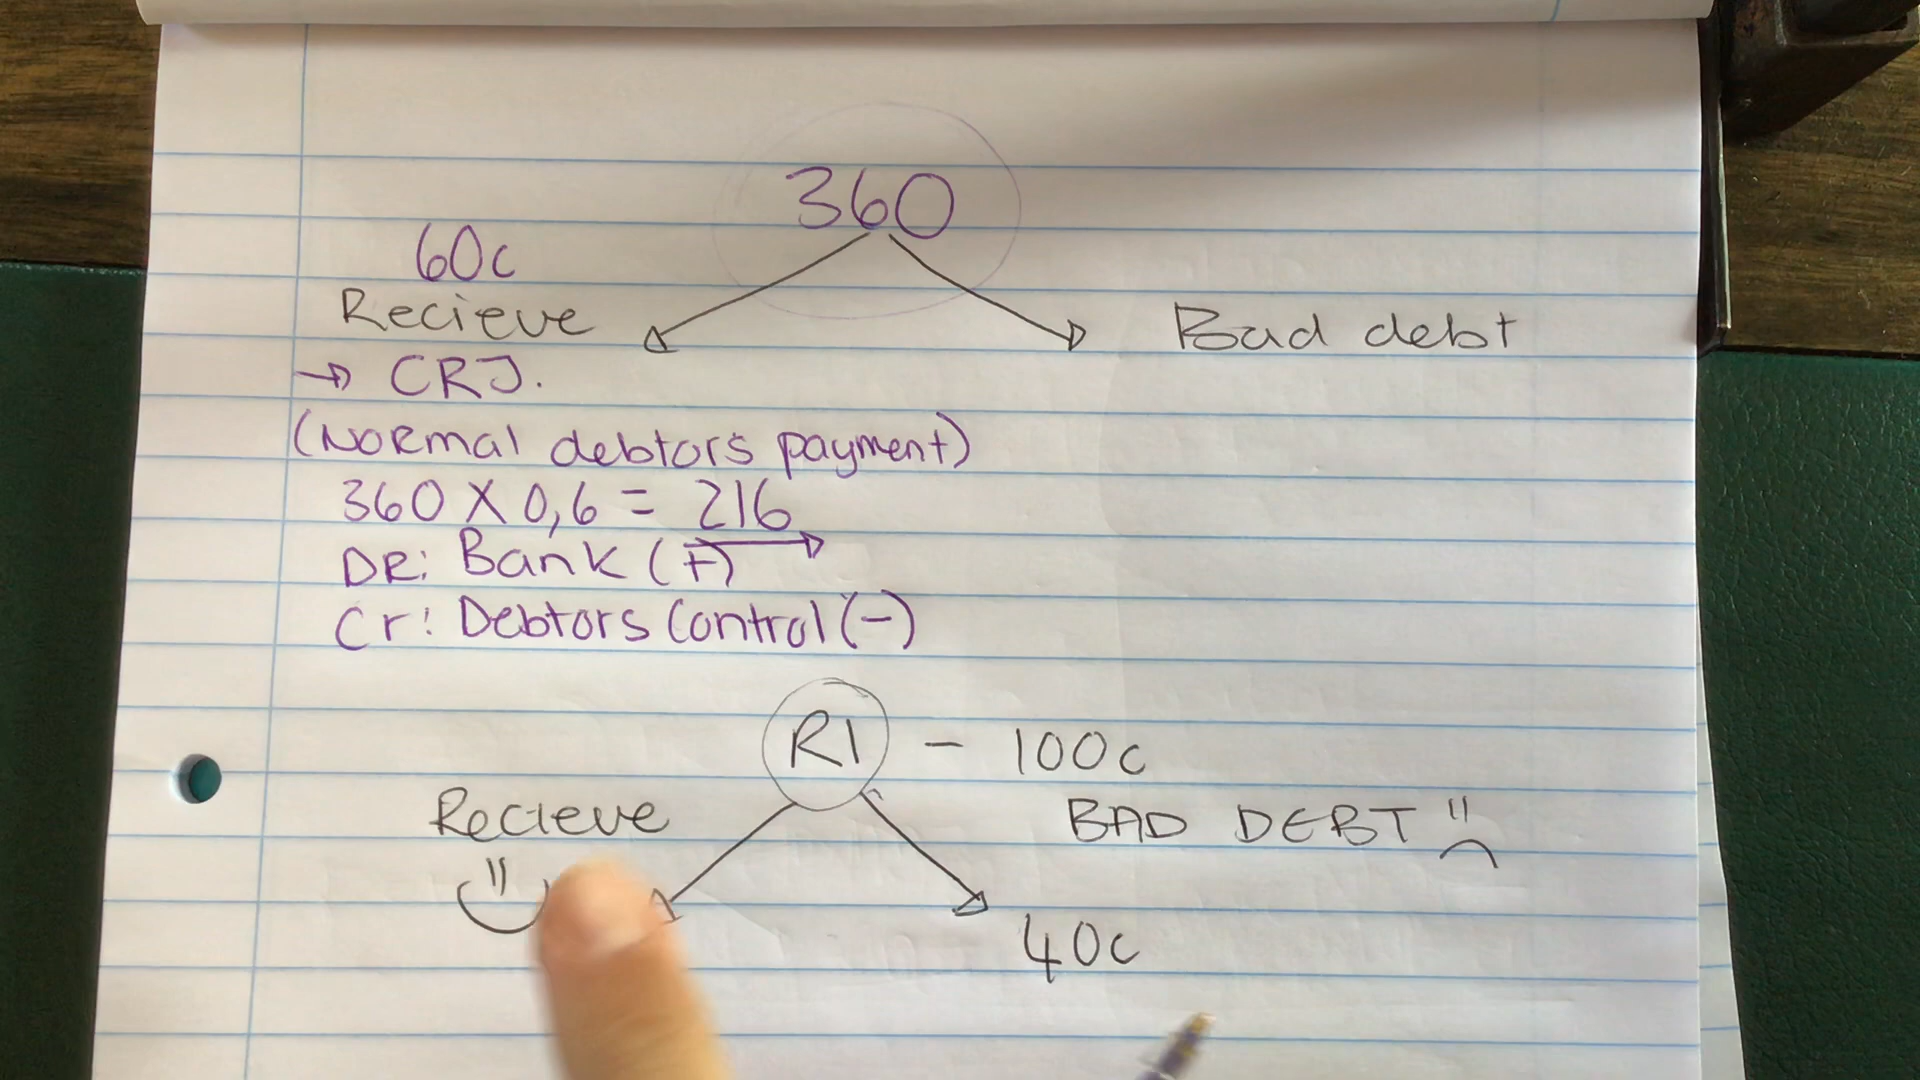 360
60c
Recieve
Bad debt
→ CRJ.
(Normal debtors payment)
360 X 0,6 = 216
DR: Bank (+)
Cr: Debtors Control (-)
R1 - 100c
Recieve
BAD DEBT
40c